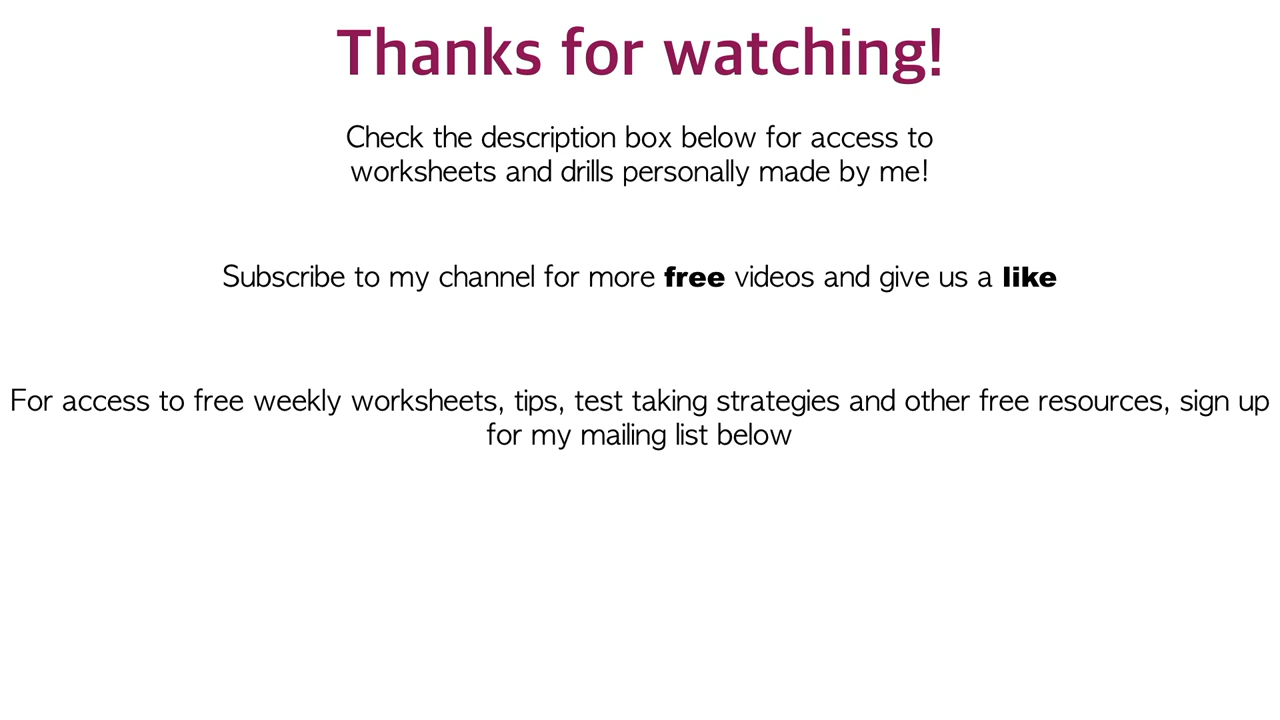 Thanks for watching!
Check the description box below for access to
worksheets and drills personally made by me!
Subscribe to my channel for more free videos and give us a like
For access to free weekly worksheets, tips, test taking strategies and other free resources, sign up
for my mailing list below